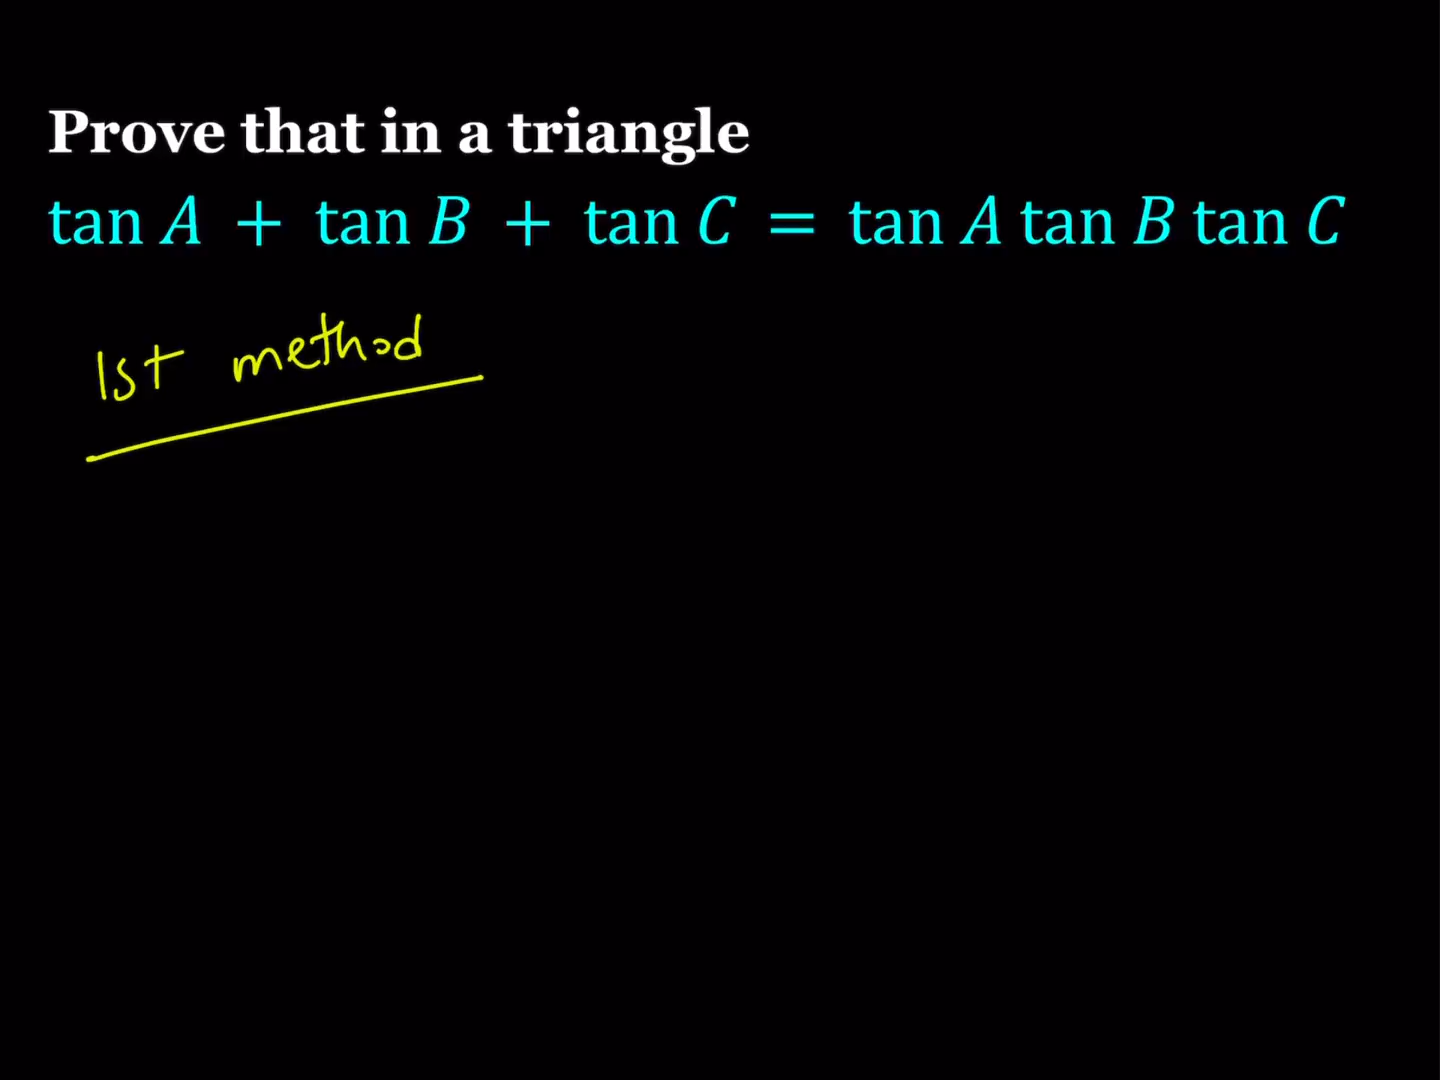 Prove that in a triangle
tan A + tan B + tan C = tan A tan B tan C
1st method